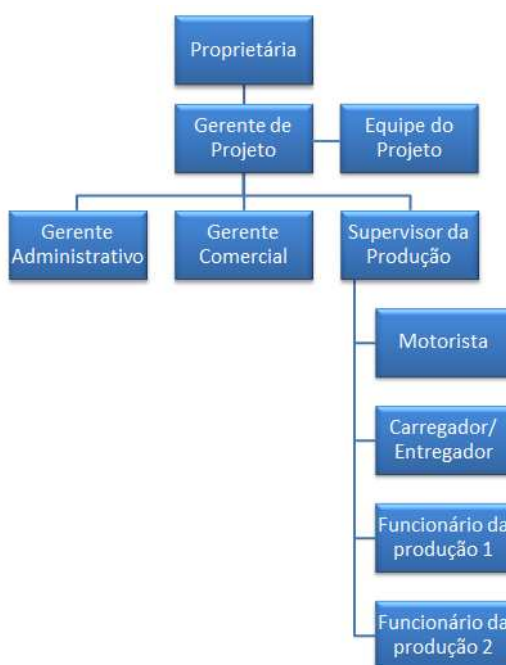 Proprietária
Gerente de
Projeto
Equipe do
Projeto
Gerente
Administrativo
Gerente
Comercial
Supervisor da
Produção
Motorista
Carregador/
Entregador
Funcionário da
produção 1
Funcionário da
produção 2